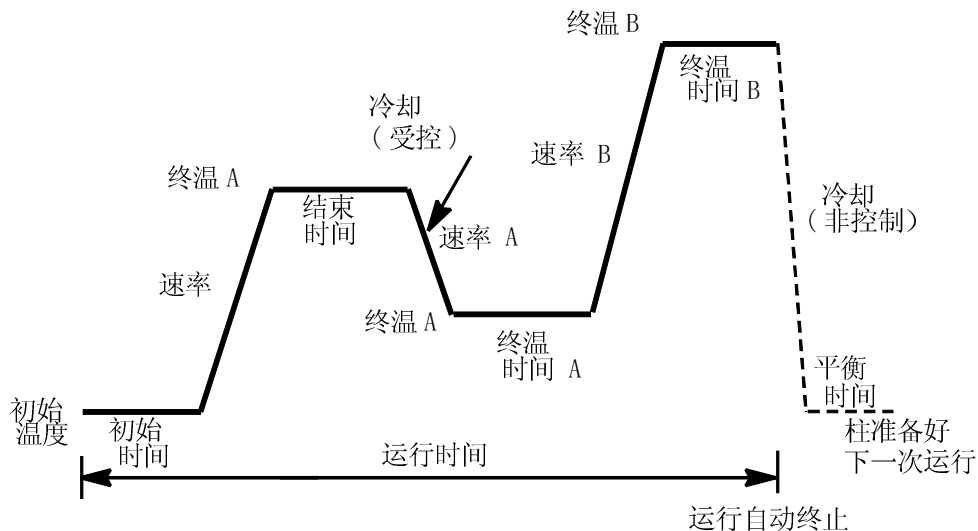 终温 B
终温
时间 B
冷却
(受控)
速率 B
终温 A
结束
时间
速率 A
冷却
(非控制)
速率
终温 A
终温
时间 A
平衡
时间
初始
温度
初始
时间
柱准备好
下一次运行
运行时间
运行自动终止